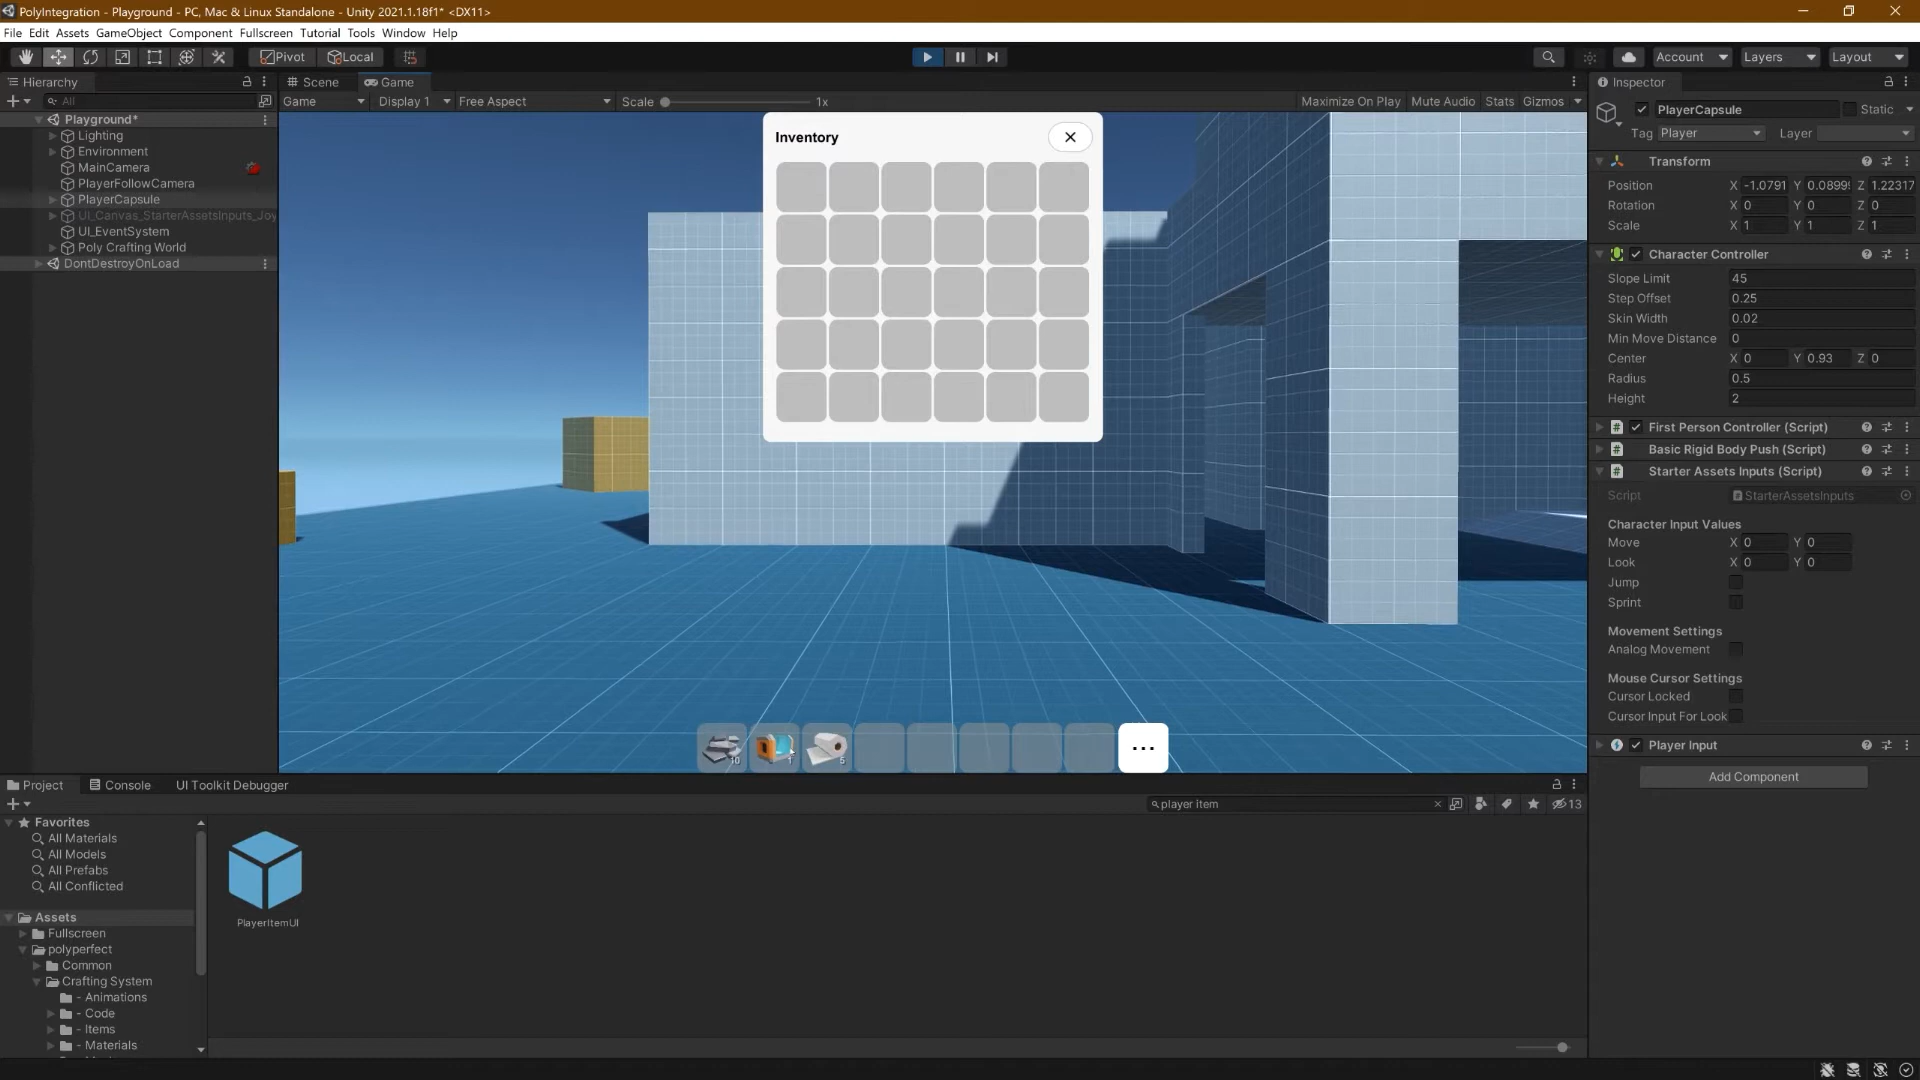 PolyIntegration - Playground - PC, Mac & Linux Standalone - Unity 2021.1.18f1* <DX11>
File Edit Assets GameObject Component Fullscreen Tutorial Tools Window Help
Pivot Local Account Layers Layout
Hierarchy
All
Playground*
Lighting
Environment
MainCamera
PlayerFollowCamera
PlayerCapsule
UI_Canvas_StarterAssetsInputs_Joy
UI_EventSystem
Poly Crafting World
DontDestroyOnLoad
Scene Game
Game Display 1 Free Aspect Scale 1x Maximize On Play Mute Audio Stats Gizmos
Inventory
10 1 5 ...
Inspector
PlayerCapsule Static
Tag Player Layer
Transform
Position X -1.0791 Y 0.0899 Z 1.22317
Rotation X 0 Y 0 Z 0
Scale X 1 Y 1 Z 1
Character Controller
Slope Limit 45
Step Offset 0.25
Skin Width 0.02
Min Move Distance 0
Center X 0 Y 0.93 Z 0
Radius 0.5
Height 2
First Person Controller (Script)
Basic Rigid Body Push (Script)
Starter Assets Inputs (Script)
Script StarterAssetsInputs
Character Input Values
Move X 0 Y 0
Look X 0 Y 0
Jump
Sprint
Movement Settings
Analog Movement
Mouse Cursor Settings
Cursor Locked
Cursor Input For Look
Player Input
Add Component
Project Console UI Toolkit Debugger
player item 13
Favorites
All Materials
All Models
All Prefabs
All Conflicted
Assets
Fullscreen
polyperfect
Common
Crafting System
- Animations
- Code
- Items
- Materials
PlayerItemUI